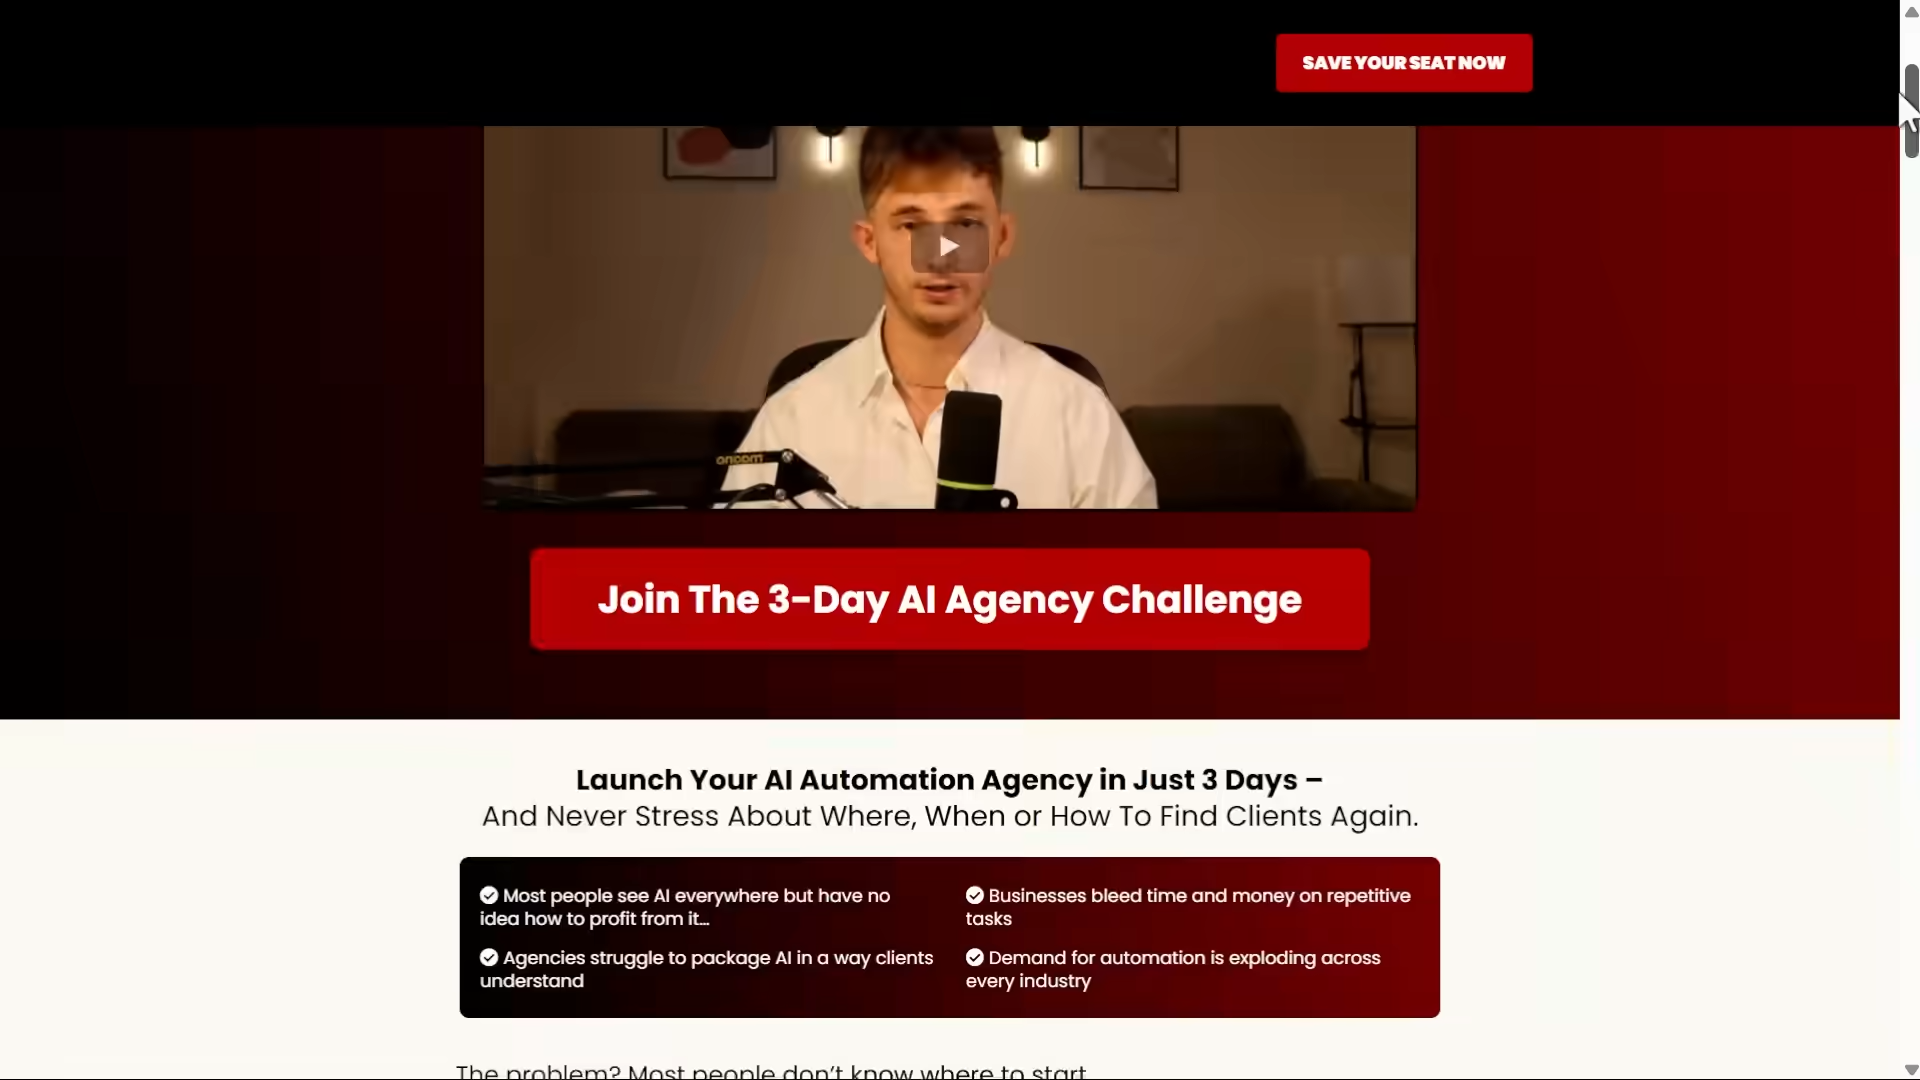 SAVE YOUR SEAT NOW
Join The 3-Day AI Agency Challenge
Launch Your AI Automation Agency in Just 3 Days –
And Never Stress About Where, When or How To Find Clients Again.
Most people see AI everywhere but have no
idea how to profit from it...
Agencies struggle to package AI in a way clients
understand
Businesses bleed time and money on repetitive
tasks
Demand for automation is exploding across
every industry
The problem? Most people don’t know where to start